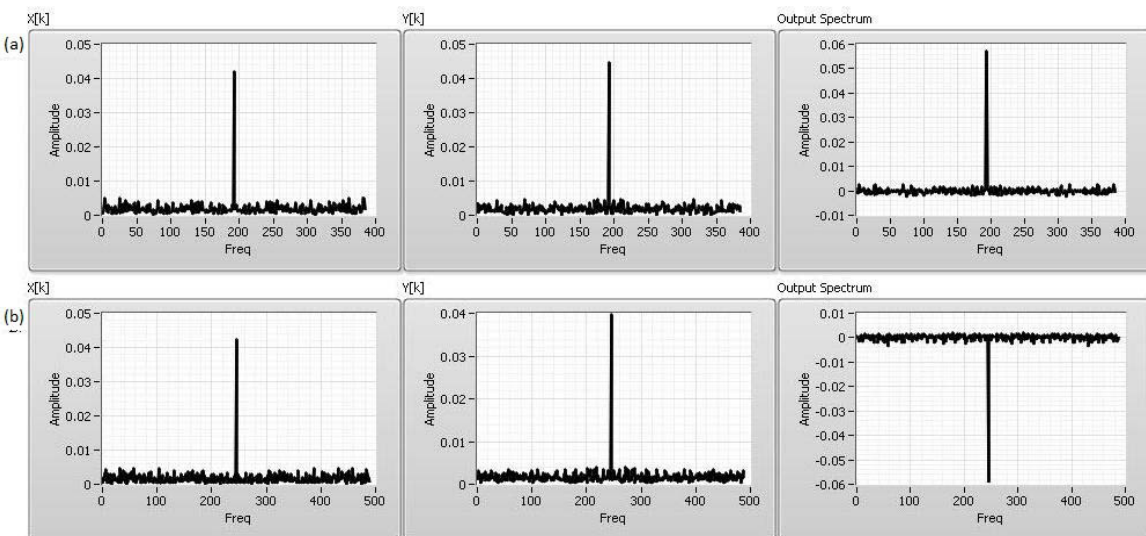 X[k] Y[k] Output Spectrum
(a)
0.05 0.04 0.03 0.02 0.01 0
Amplitude
0 50 100 150 200 250 300 350 400
Freq
0.05 0.04 0.03 0.02 0.01 0
Amplitude
0 50 100 150 200 250 300 350 400
Freq
0.06 0.05 0.04 0.03 0.02 0.01 0 -0.01
Amplitude
0 50 100 150 200 250 300 350 400
Freq
X[k] Y[k] Output Spectrum
(b)
0.05 0.04 0.03 0.02 0.01 0
Amplitude
0 100 200 300 400 500
Freq
0.04 0.03 0.02 0.01 0
Amplitude
0 100 200 300 400 500
Freq
0.01 0 -0.01 -0.02 -0.03 -0.04 -0.05 -0.06
Amplitude
0 100 200 300 400 500
Freq